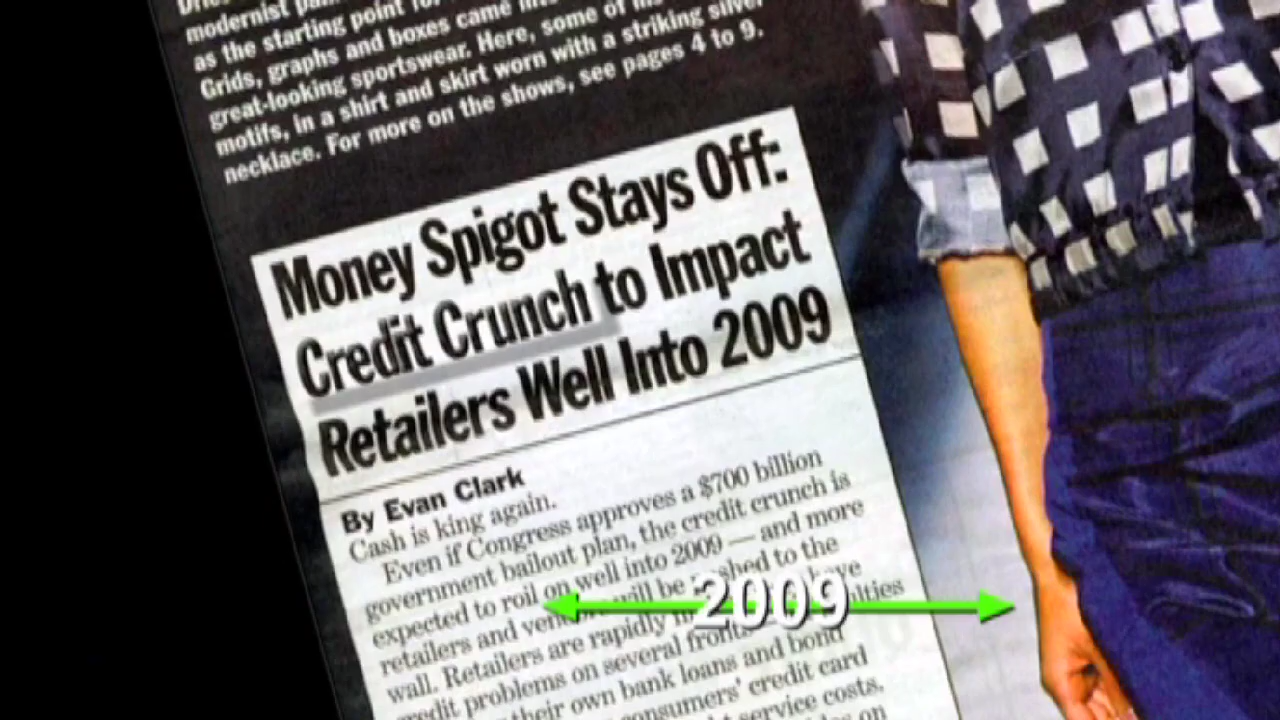 modernist
as the starting point
Grids, graphs and boxes came
great-looking sportswear. Here, some of
motifs, in a shirt and skirt worn with a striking silver
necklace. For more on the shows, see pages 4 to 9.
Money Spigot Stays Off:
Credit Crunch to Impact
Retailers Well Into 2009
By Evan Clark
Cash is king again.
Even if Congress approves a $700 billion
government bailout plan, the credit crunch is
expected to roil on well into 2009 — and more
retailers and will be to the
wall. Retailers are rapidly have
credit problems on several
their own bank loans and bond
consumers' credit card
service costs.
on
2009